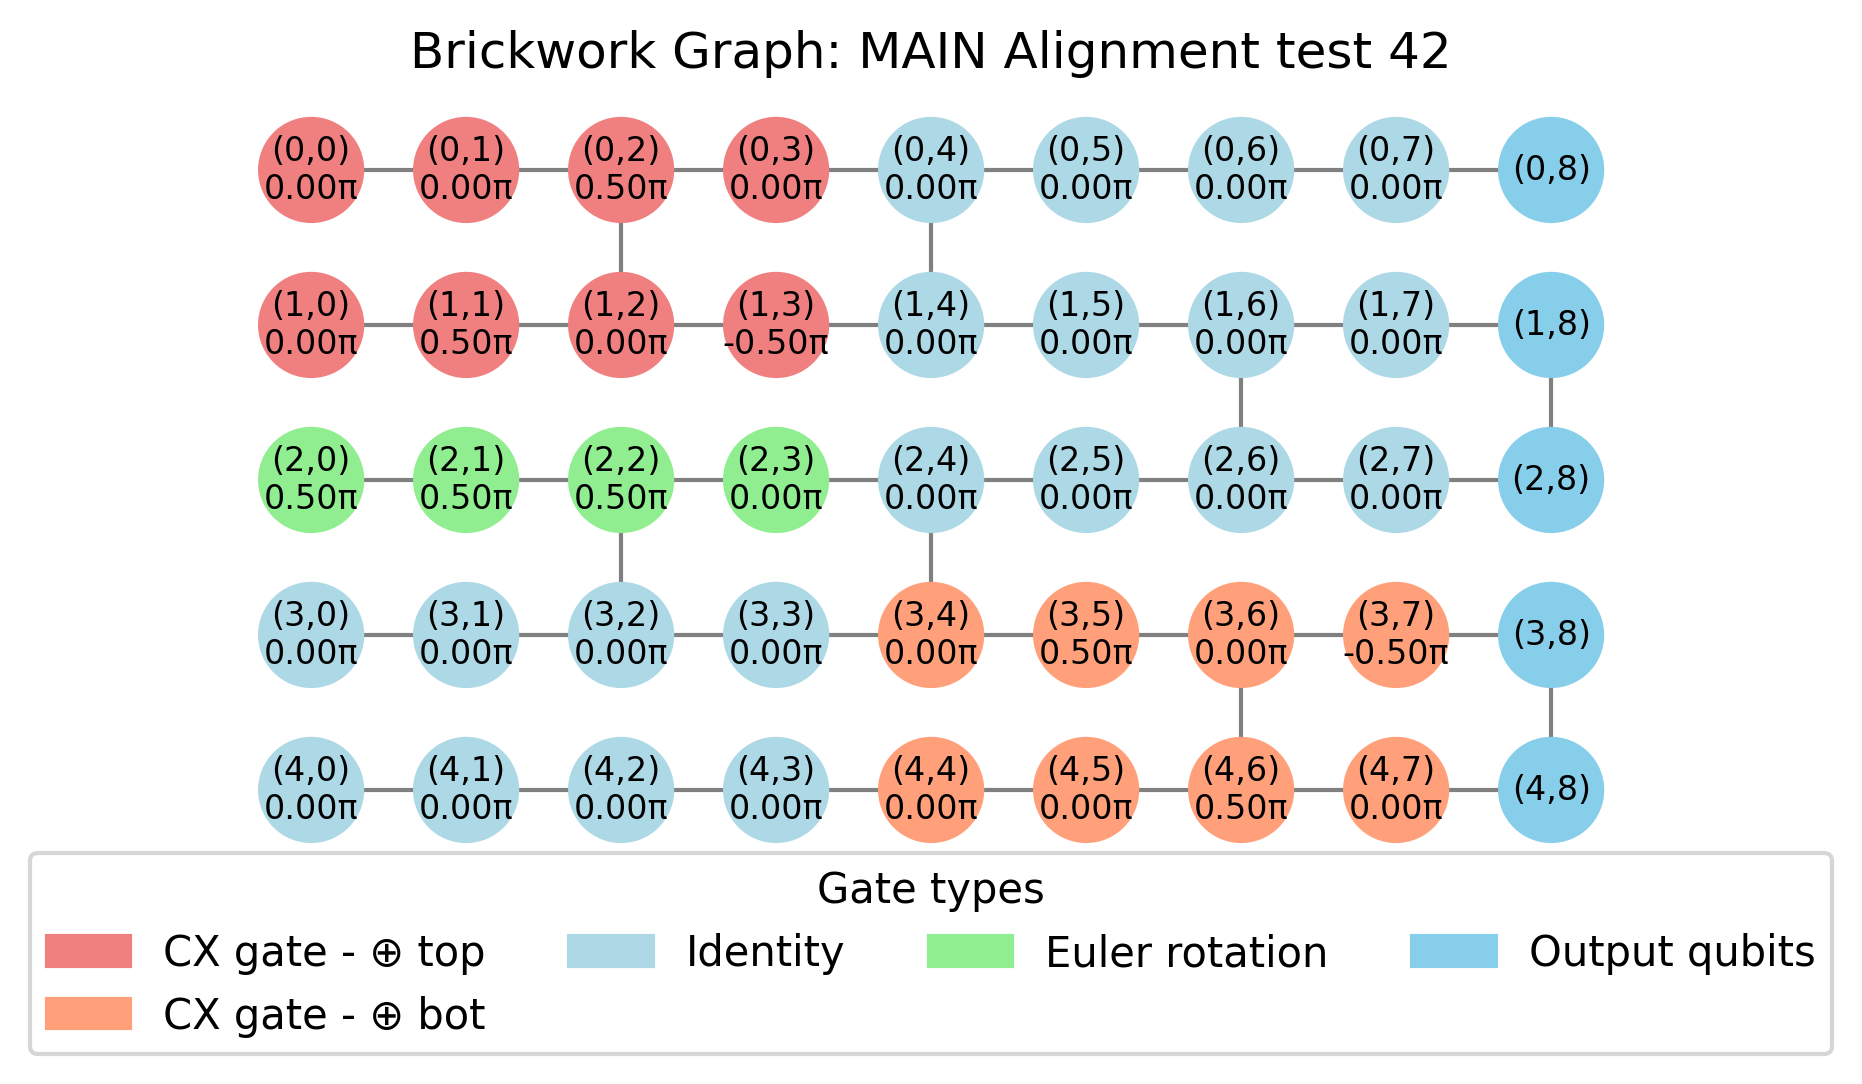 Brickwork Graph: MAIN Alignment test 42
(0,0) (0,1) (0,2) (0,3) (0,4) (0,5) (0,6) (0,7) (0,8)
0.00π 0.00π 0.50π 0.00π 0.00π 0.00π 0.00π 0.00π
(1,0) (1,1) (1,2) (1,3) (1,4) (1,5) (1,6) (1,7) (1,8)
0.00π 0.50π 0.00π -0.50π 0.00π 0.00π 0.00π 0.00π
(2,0) (2,1) (2,2) (2,3) (2,4) (2,5) (2,6) (2,7) (2,8)
0.50π 0.50π 0.50π 0.00π 0.00π 0.00π 0.00π 0.00π
(3,0) (3,1) (3,2) (3,3) (3,4) (3,5) (3,6) (3,7) (3,8)
0.00π 0.00π 0.00π 0.00π 0.00π 0.50π 0.00π -0.50π
(4,0) (4,1) (4,2) (4,3) (4,4) (4,5) (4,6) (4,7) (4,8)
0.00π 0.00π 0.00π 0.00π 0.00π 0.00π 0.50π 0.00π
Gate types
CX gate - ⊕ top Identity Euler rotation Output qubits
CX gate - ⊕ bot